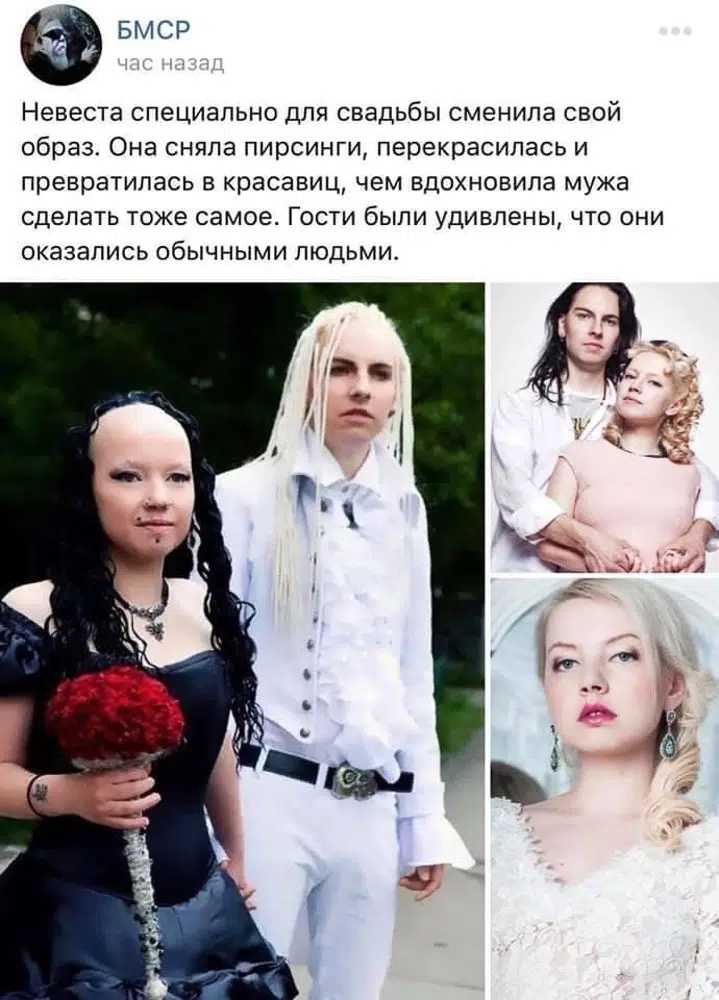 БМСР
час назад
Невеста специально для свадьбы сменила свой
образ. Она сняла пирсинги, перекрасилась и
превратилась в красавиц, чем вдохновила мужа
сделать тоже самое. Гости были удивлены, что они
оказались обычными людьми.